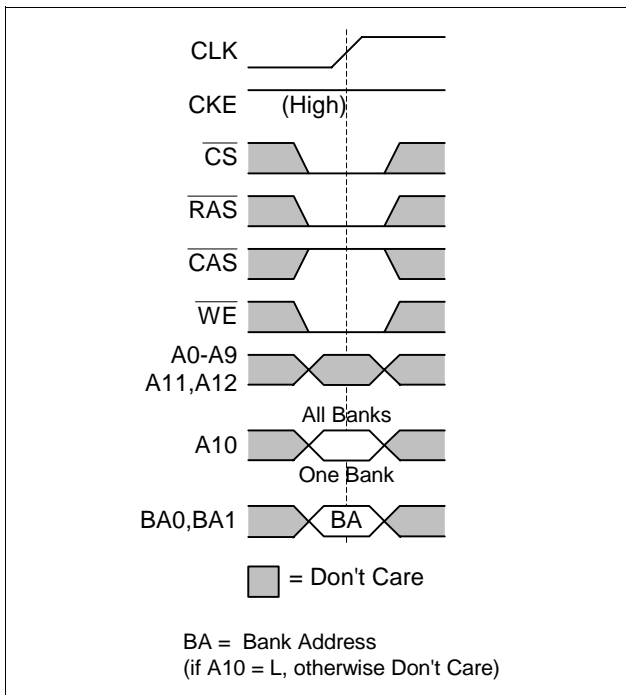 CLK
CKE (High)
CS
RAS
CAS
WE
A0-A9
A11,A12
All Banks
A10
One Bank
BA0,BA1 BA
= Don't Care
BA = Bank Address
(if A10 = L, otherwise Don't Care)